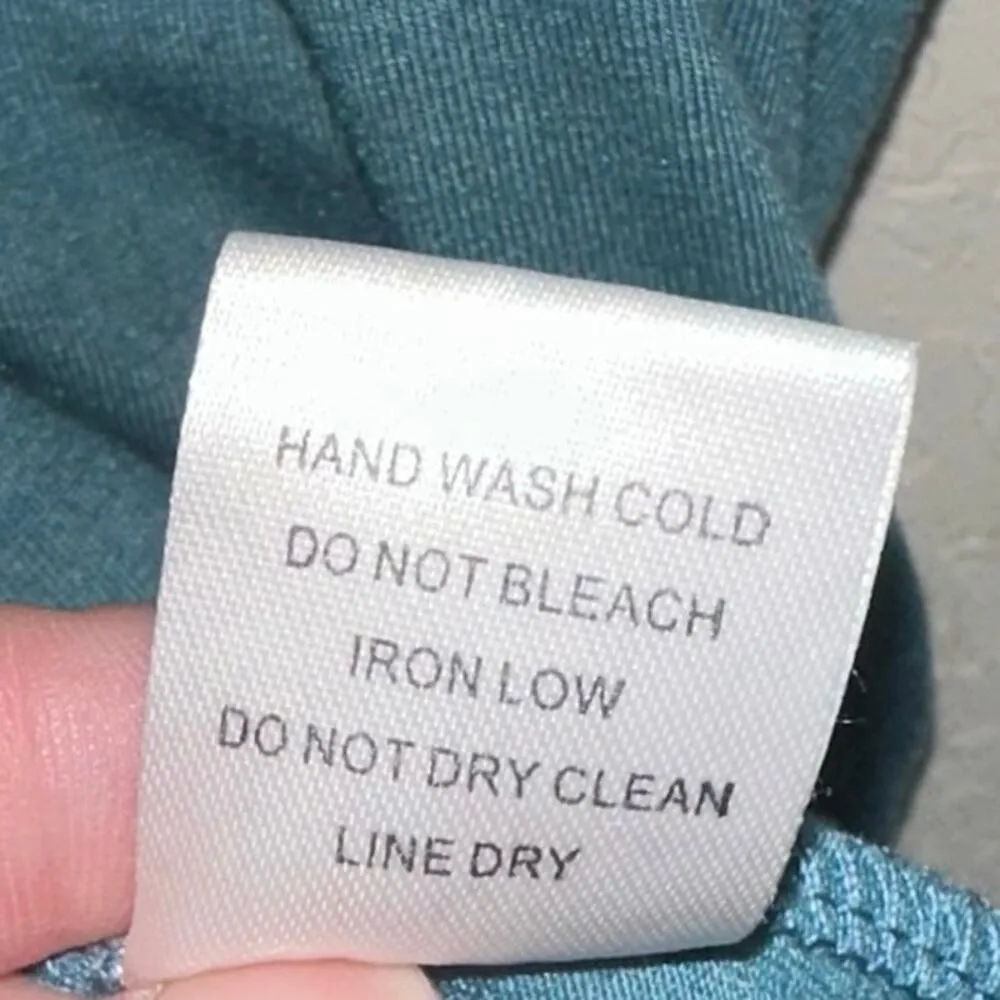 HAND WASH COLD
DO NOT BLEACH
IRON LOW
DO NOT DRY CLEAN
LINE DRY